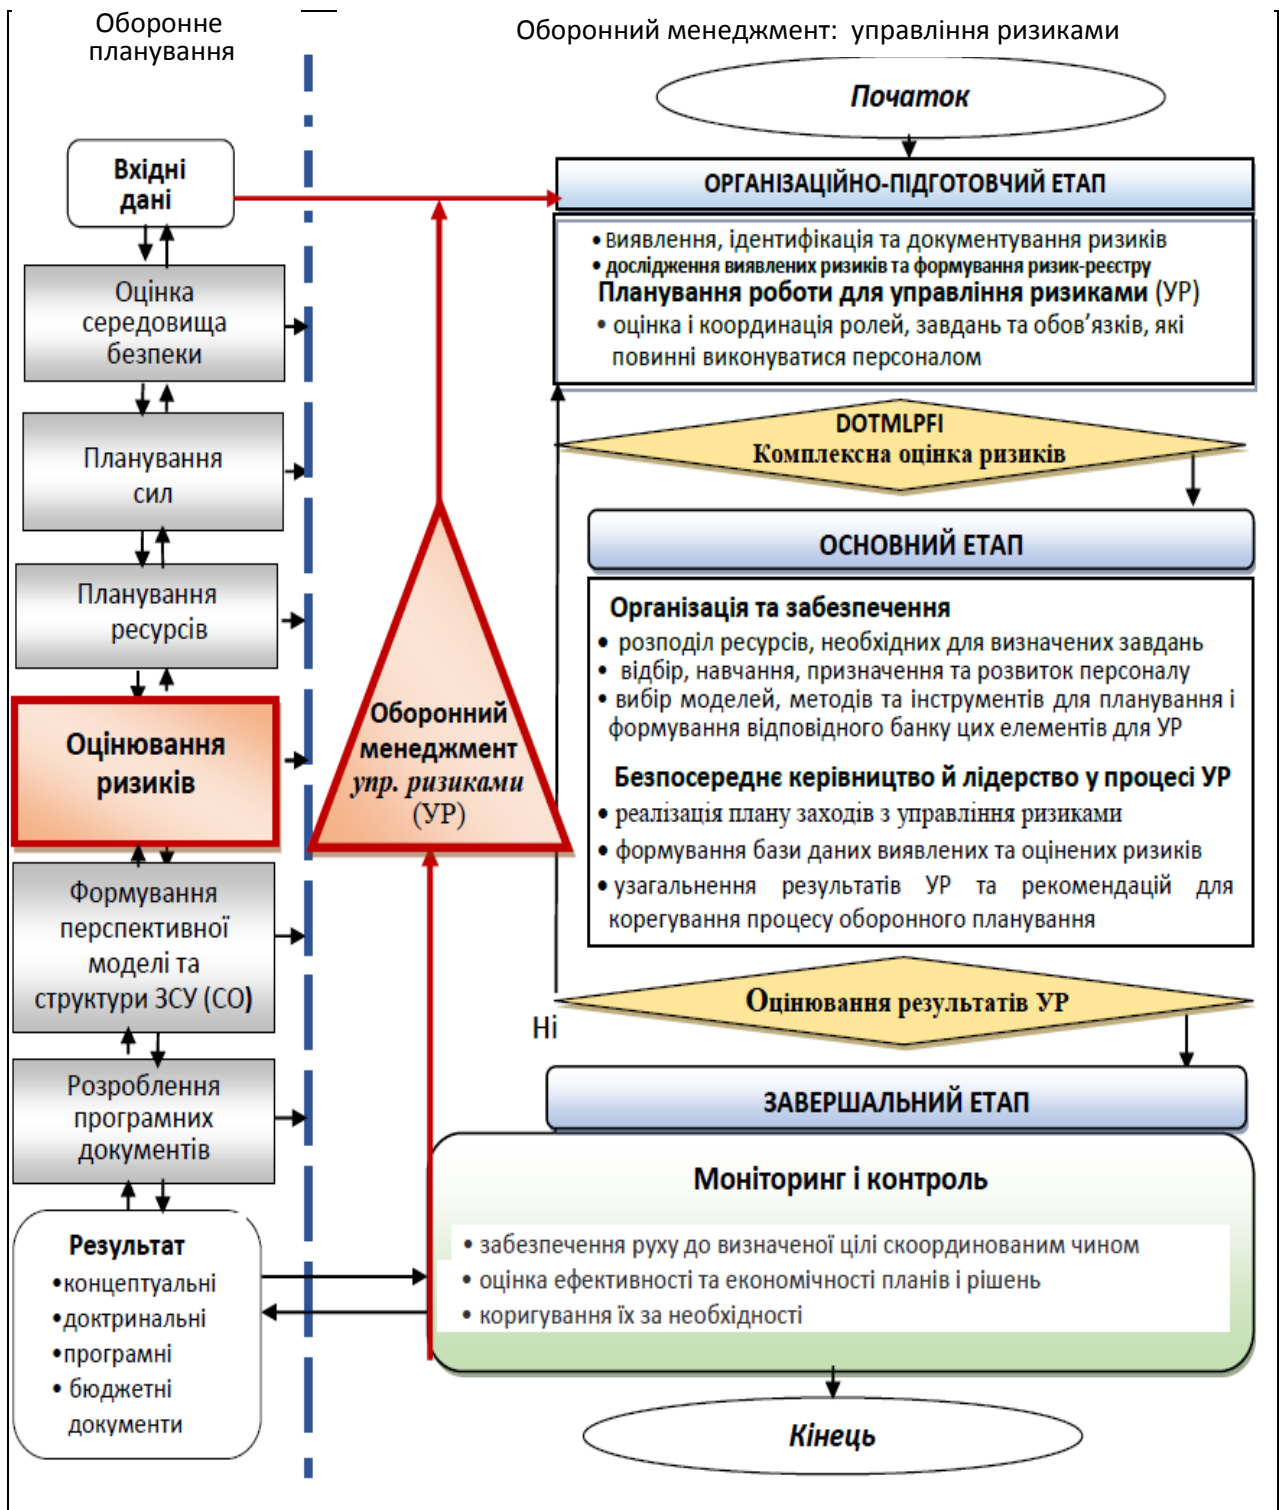 Оборонне
планування
Оборонний менеджмент: управління ризиками
Вхідні
дані
Оцінка
середовища
безпеки
Планування
сил
Планування
ресурсів
Оцінювання
ризиків
Формування
перспективної
моделі та
структури ЗСУ (СО)
Розроблення
програмних
документів
Результат
•концептуальні
•доктринальні
•програмні
• бюджетні
документи
Оборонний
менеджмент
упр. ризиками
(УР)
Початок
ОРГАНІЗАЦІЙНО-ПІДГОТОВЧИЙ ЕТАП
• Виявлення, ідентифікація та документування ризиків
• дослідження виявлених ризиків та формування ризик-реєстру
Планування роботи для управління ризиками (УР)
• оцінка і координація ролей, завдань та обов’язків, які
повинні виконуватися персоналом
DOTMLPFI
Комплексна оцінка ризиків
ОСНОВНИЙ ЕТАП
Організація та забезпечення
• розподіл ресурсів, необхідних для визначених завдань
• відбір, навчання, призначення та розвиток персоналу
• вибір моделей, методів та інструментів для планування і
формування відповідного банку цих елементів для УР
Безпосереднє керівництво й лідерство у процесі УР
• реалізація плану заходів з управління ризиками
• формування бази даних виявлених та оцінених ризиків
• узагальнення результатів УР та рекомендацій для
корегування процесу оборонного планування
Оцінювання результатів УР
Ні
ЗАВЕРШАЛЬНИЙ ЕТАП
Моніторинг і контроль
• забезпечення руху до визначеної цілі скоординованим чином
• оцінка ефективності та економічності планів і рішень
• коригування їх за необхідності
Кінець